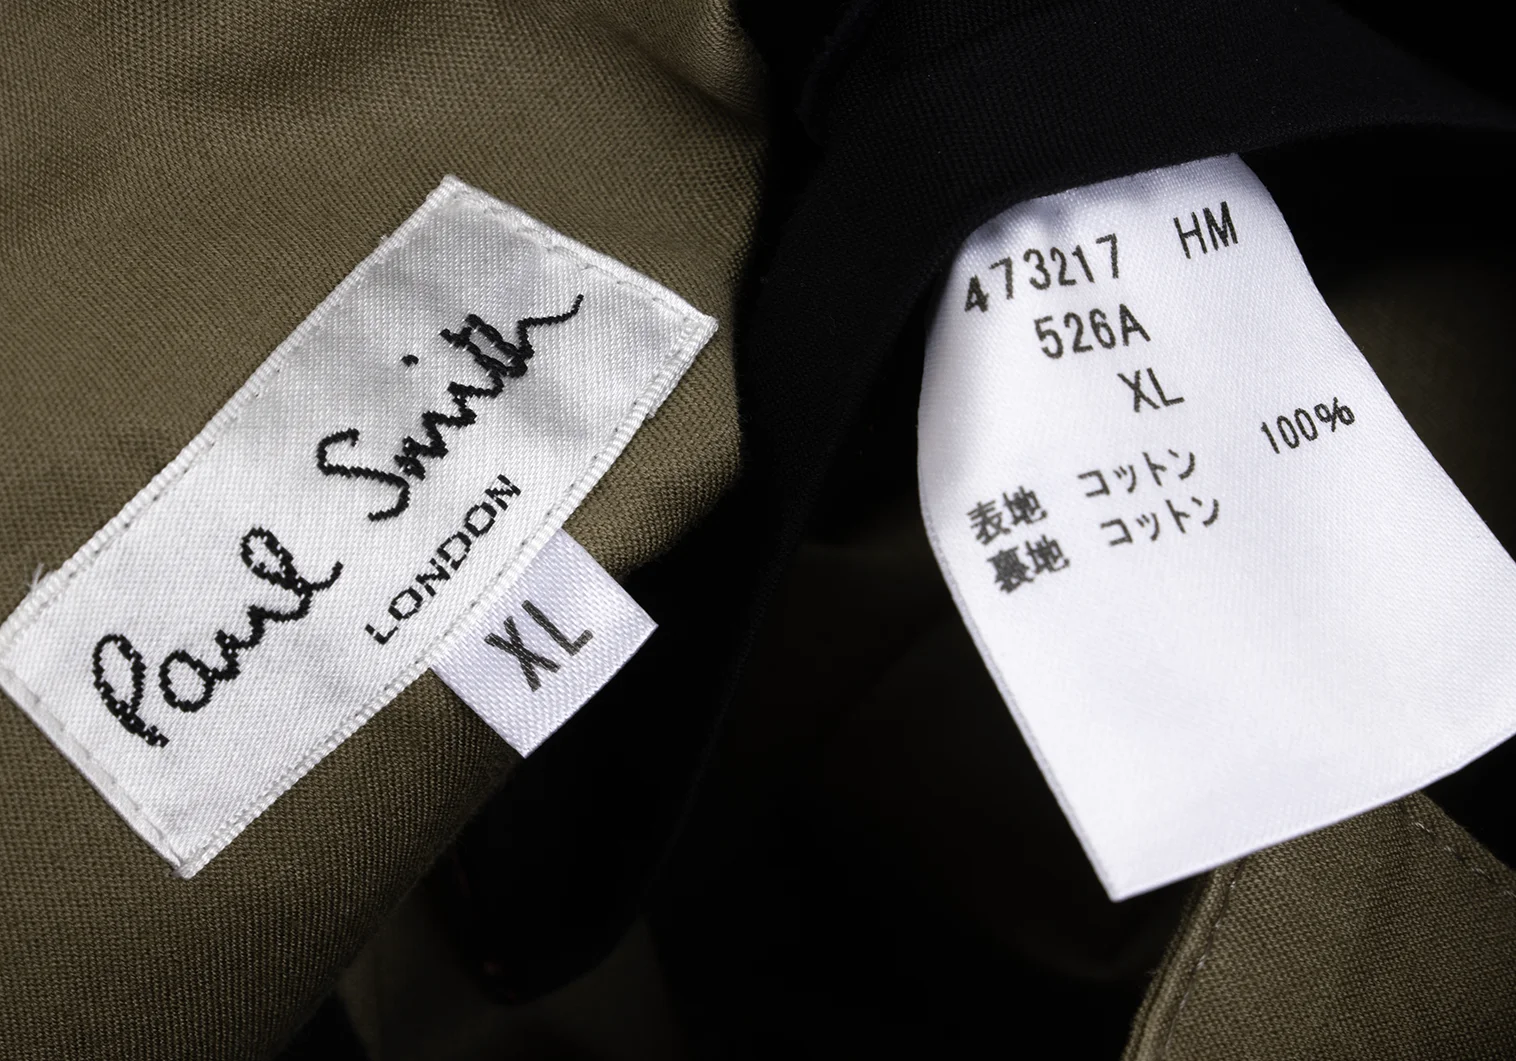 Paul Smith
LONDON
XL
473217 HM
526A
XL
表地 コットン 100%
裏地 コットン